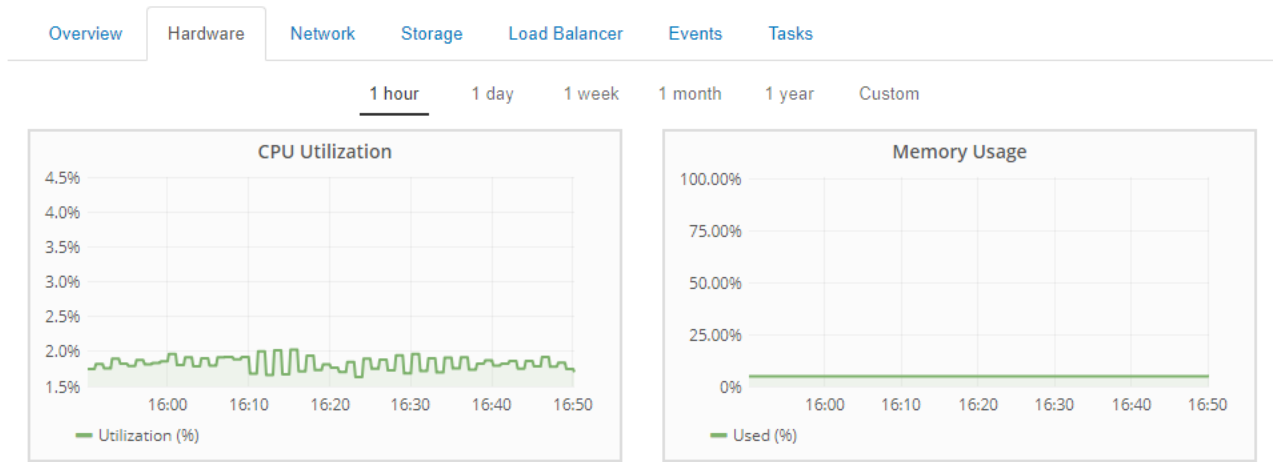 Overview Hardware Network Storage Load Balancer Events Tasks
1 hour 1 day 1 week 1 month 1 year Custom
CPU Utilization
4.5%
4.0%
3.5%
3.0%
2.5%
2.0%
1.5%
16:00 16:10 16:20 16:30 16:40 16:50
Utilization (%)
Memory Usage
100.00%
75.00%
50.00%
25.00%
0%
16:00 16:10 16:20 16:30 16:40 16:50
Used (%)